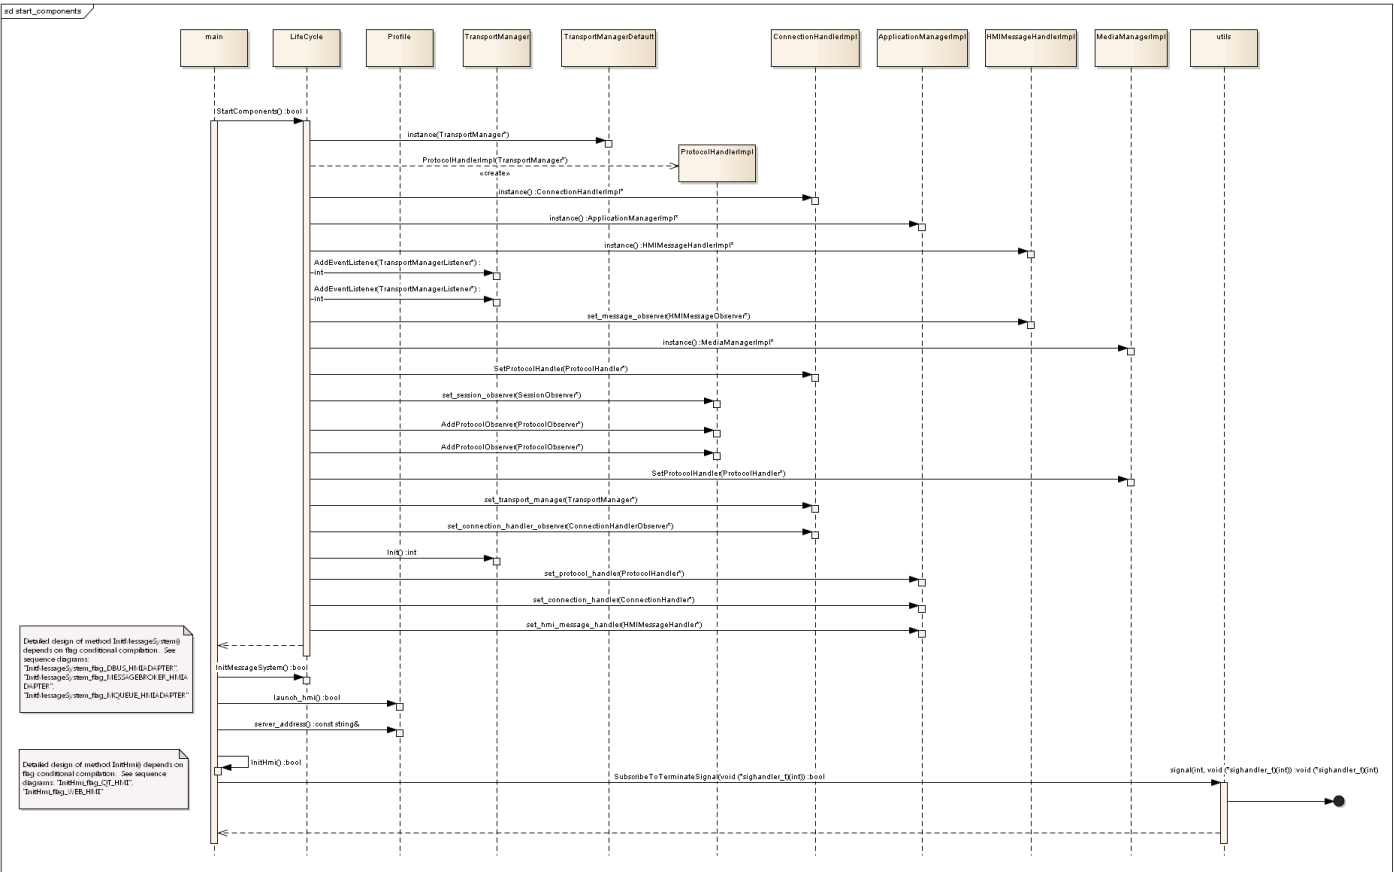 sd start_components
main
LifeCycle
Profile
TransportManager
TransportManagerDefault
ConnectionHandlerImpl
ApplicationManagerImpl
HMIMessageHandlerImpl
MediaManagerImpl
utils
StartComponents() :bool
instance(TransportManager*)
ProtocolHandlerImpl
ProtocolHandlerImpl(TransportManager*)
«create»
instance() :ConnectionHandlerImpl*
instance() :ApplicationManagerImpl*
instance() :HMIMessageHandlerImpl*
AddEventListener(TransportManagerListener*) :
int
AddEventListener(TransportManagerListener*) :
int
set_message_observer(HMIMessageObserver*)
instance() :MediaManagerImpl*
SetProtocolHandler(ProtocolHandler*)
set_session_observer(SessionObserver*)
AddProtocolObserver(ProtocolObserver*)
AddProtocolObserver(ProtocolObserver*)
SetProtocolHandler(ProtocolHandler*)
set_transport_manager(TransportManager*)
set_connection_handler_observer(ConnectionHandlerObserver*)
Init() :int
set_protocol_handler(ProtocolHandler*)
set_connection_handler(ConnectionHandler*)
set_hmi_message_handler(HMIMessageHandler*)
Detailed design of method InitMessageSystem()
depends on flag conditional compilation. See
sequence diagrams:
"InitMessageSystem_flag_DBUS_HMIADAPTER",
"InitMessageSystem_flag_MESSAGEBROKER_HMIA
DAPTER",
"InitMessageSystem_flag_MQUEUE_HMIADAPTER"
InitMessageSystem() :bool
launch_hmi() :bool
server_address() :const string&
InitHmi() :bool
Detailed design of method InitHmi() depends on
flag conditional compilation. See sequence
diagrams: "InitHmi_flag_QT_HMI",
"InitHmi_flag_WEB_HMI"
SubscribeToTerminateSignal(void (*sighandler_t)(int)) :bool
signal(int, void (*sighandler_t)(int)) :void (*sighandler_t)(int)